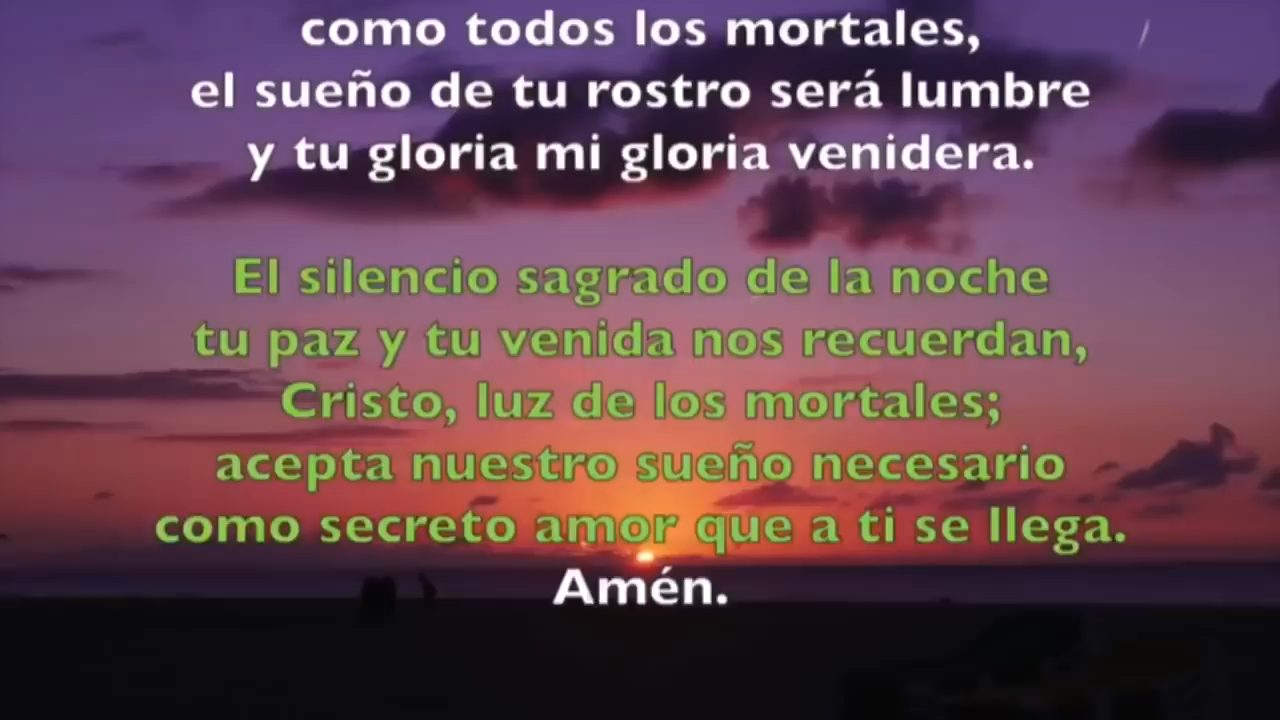 como todos los mortales,
el sueño de tu rostro será lumbre
y tu gloria mi gloria venidera.
El silencio sagrado de la noche
tu paz y tu venida nos recuerdan,
Cristo, luz de los mortales;
acepta nuestro sueño necesario
como secreto amor que a ti se llega.
Amén.